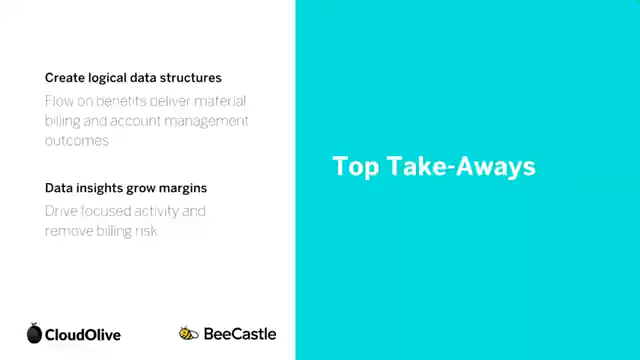 Create logical data structures
Flow on benefits deliver material
billing and account management
outcomes
Data insights grow margins
Drive focused activity and
remove billing risk
Top Take-Aways
CloudOlive
BeeCastle